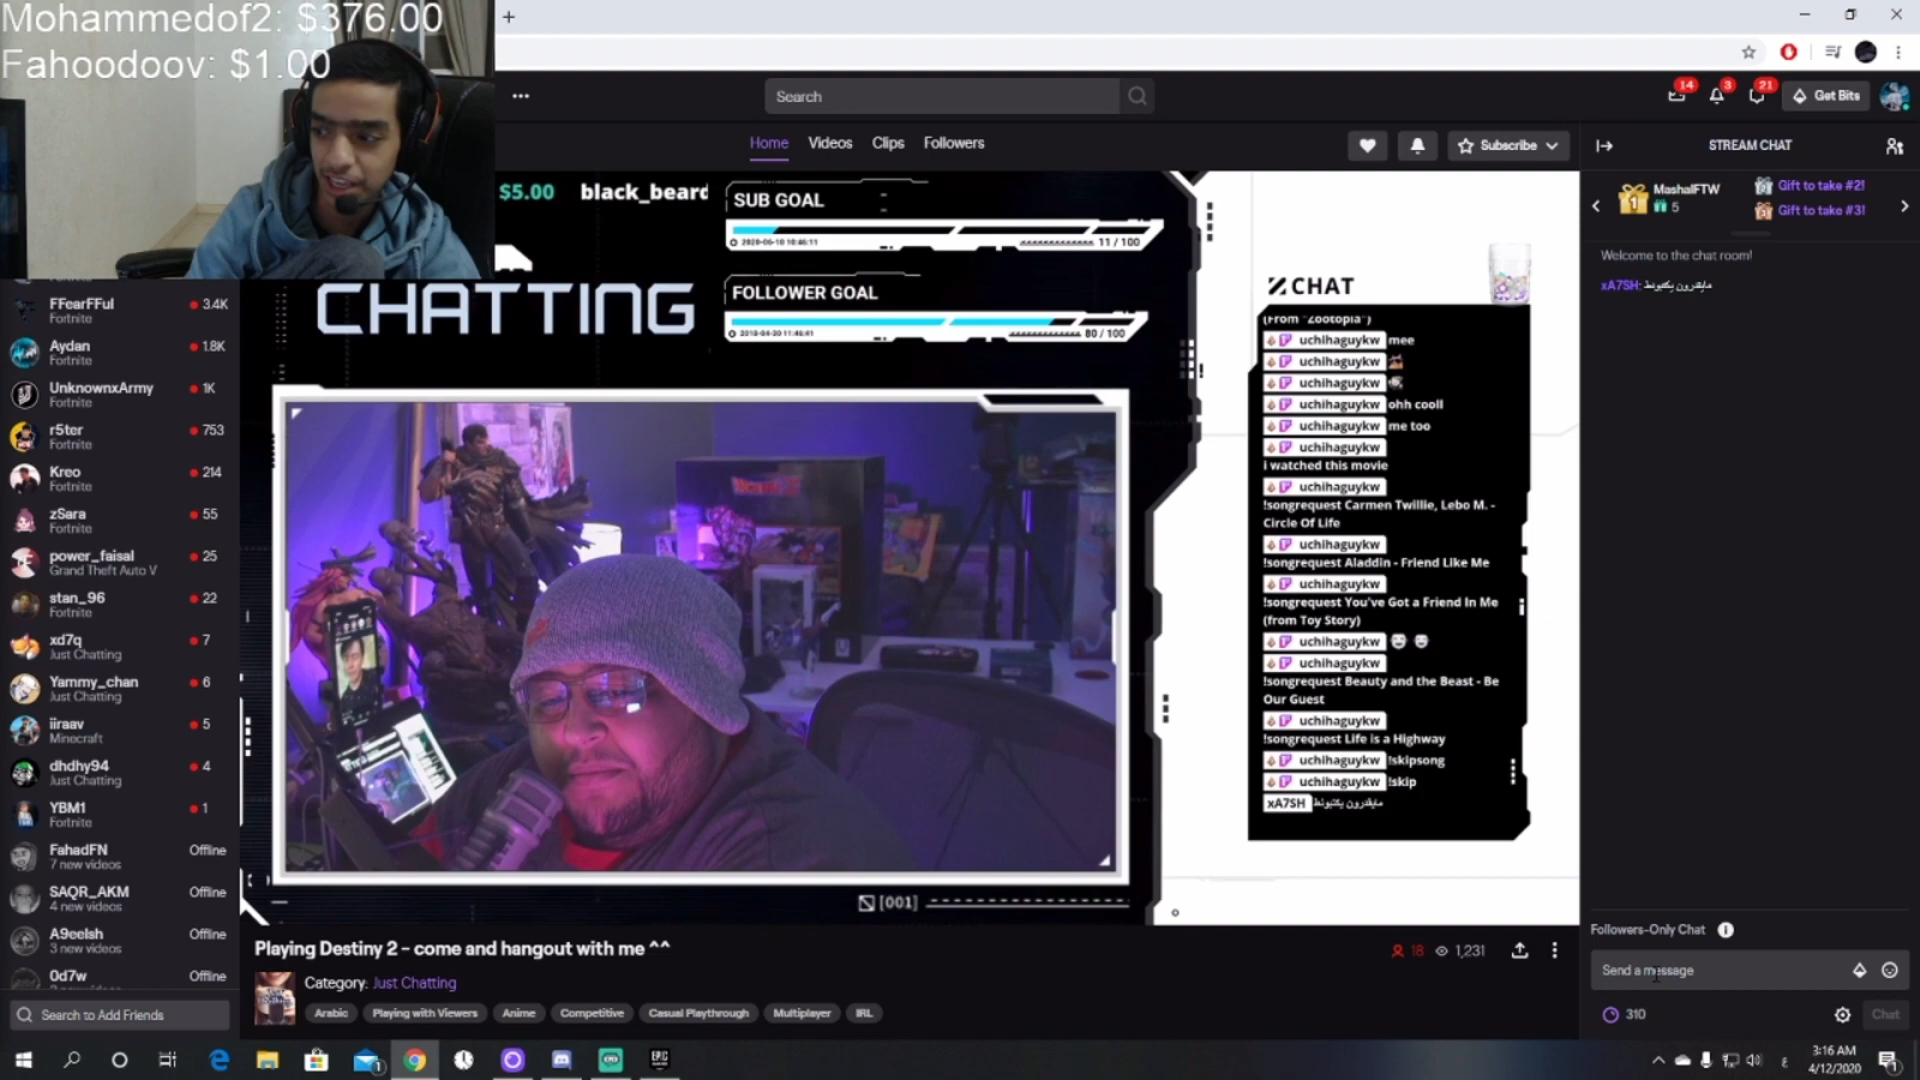 Mohammedof2: $376.00
Fahoodoov: $1.00
Search
14
3
21
Get Bits
Home
Videos
Clips
Followers
Subscribe
STREAM CHAT
MashalFTW
5
Gift to take #2!
Gift to take #3!
Welcome to the chat room!
xA7SH: مايقدرون يكتبونط
$5.00 black_beard
SUB GOAL
11 / 100
FOLLOWER GOAL
80 / 100
CHATTING
FFearFFul
3.4K
Fortnite
Aydan
1.8K
Fortnite
UnknownxArmy
1K
Fortnite
r5ter
753
Fortnite
Kreo
214
Fortnite
zSara
55
Fortnite
power_faisal
25
Grand Theft Auto V
stan_96
22
Fortnite
xd7q
7
Just Chatting
Yammy_chan
6
Just Chatting
iiraav
5
Minecraft
dhdhy94
4
Just Chatting
YBM1
1
Fortnite
FahadFN
Offline
7 new videos
SAQR_AKM
Offline
4 new videos
A9eelsh
Offline
3 new videos
0d7w
Offline
Search to Add Friends
CHAT
(From "Zootopia")
uchihaguykw mee
uchihaguykw
uchihaguykw
uchihaguykw ohh cooll
uchihaguykw me too
uchihaguykw
i watched this movie
uchihaguykw
!songrequest Carmen Twillie, Lebo M. -
Circle Of Life
uchihaguykw
!songrequest Aladdin - Friend Like Me
uchihaguykw
!songrequest You've Got a Friend In Me
(from Toy Story)
uchihaguykw
uchihaguykw
!songrequest Beauty and the Beast - Be
Our Guest
uchihaguykw
!songrequest Life is a Highway
uchihaguykw !skipsong
uchihaguykw !skip
xA7SH مايقدرون يكتبونط
[001]
Playing Destiny 2 - come and hangout with me ^^
18
1,231
Category: Just Chatting
Arabic
Playing with Viewers
Anime
Competitive
Casual Playthrough
Multiplayer
IRL
Followers-Only Chat
Send a message
310
Chat
EPIC
ع
3:16 AM
4/12/2020